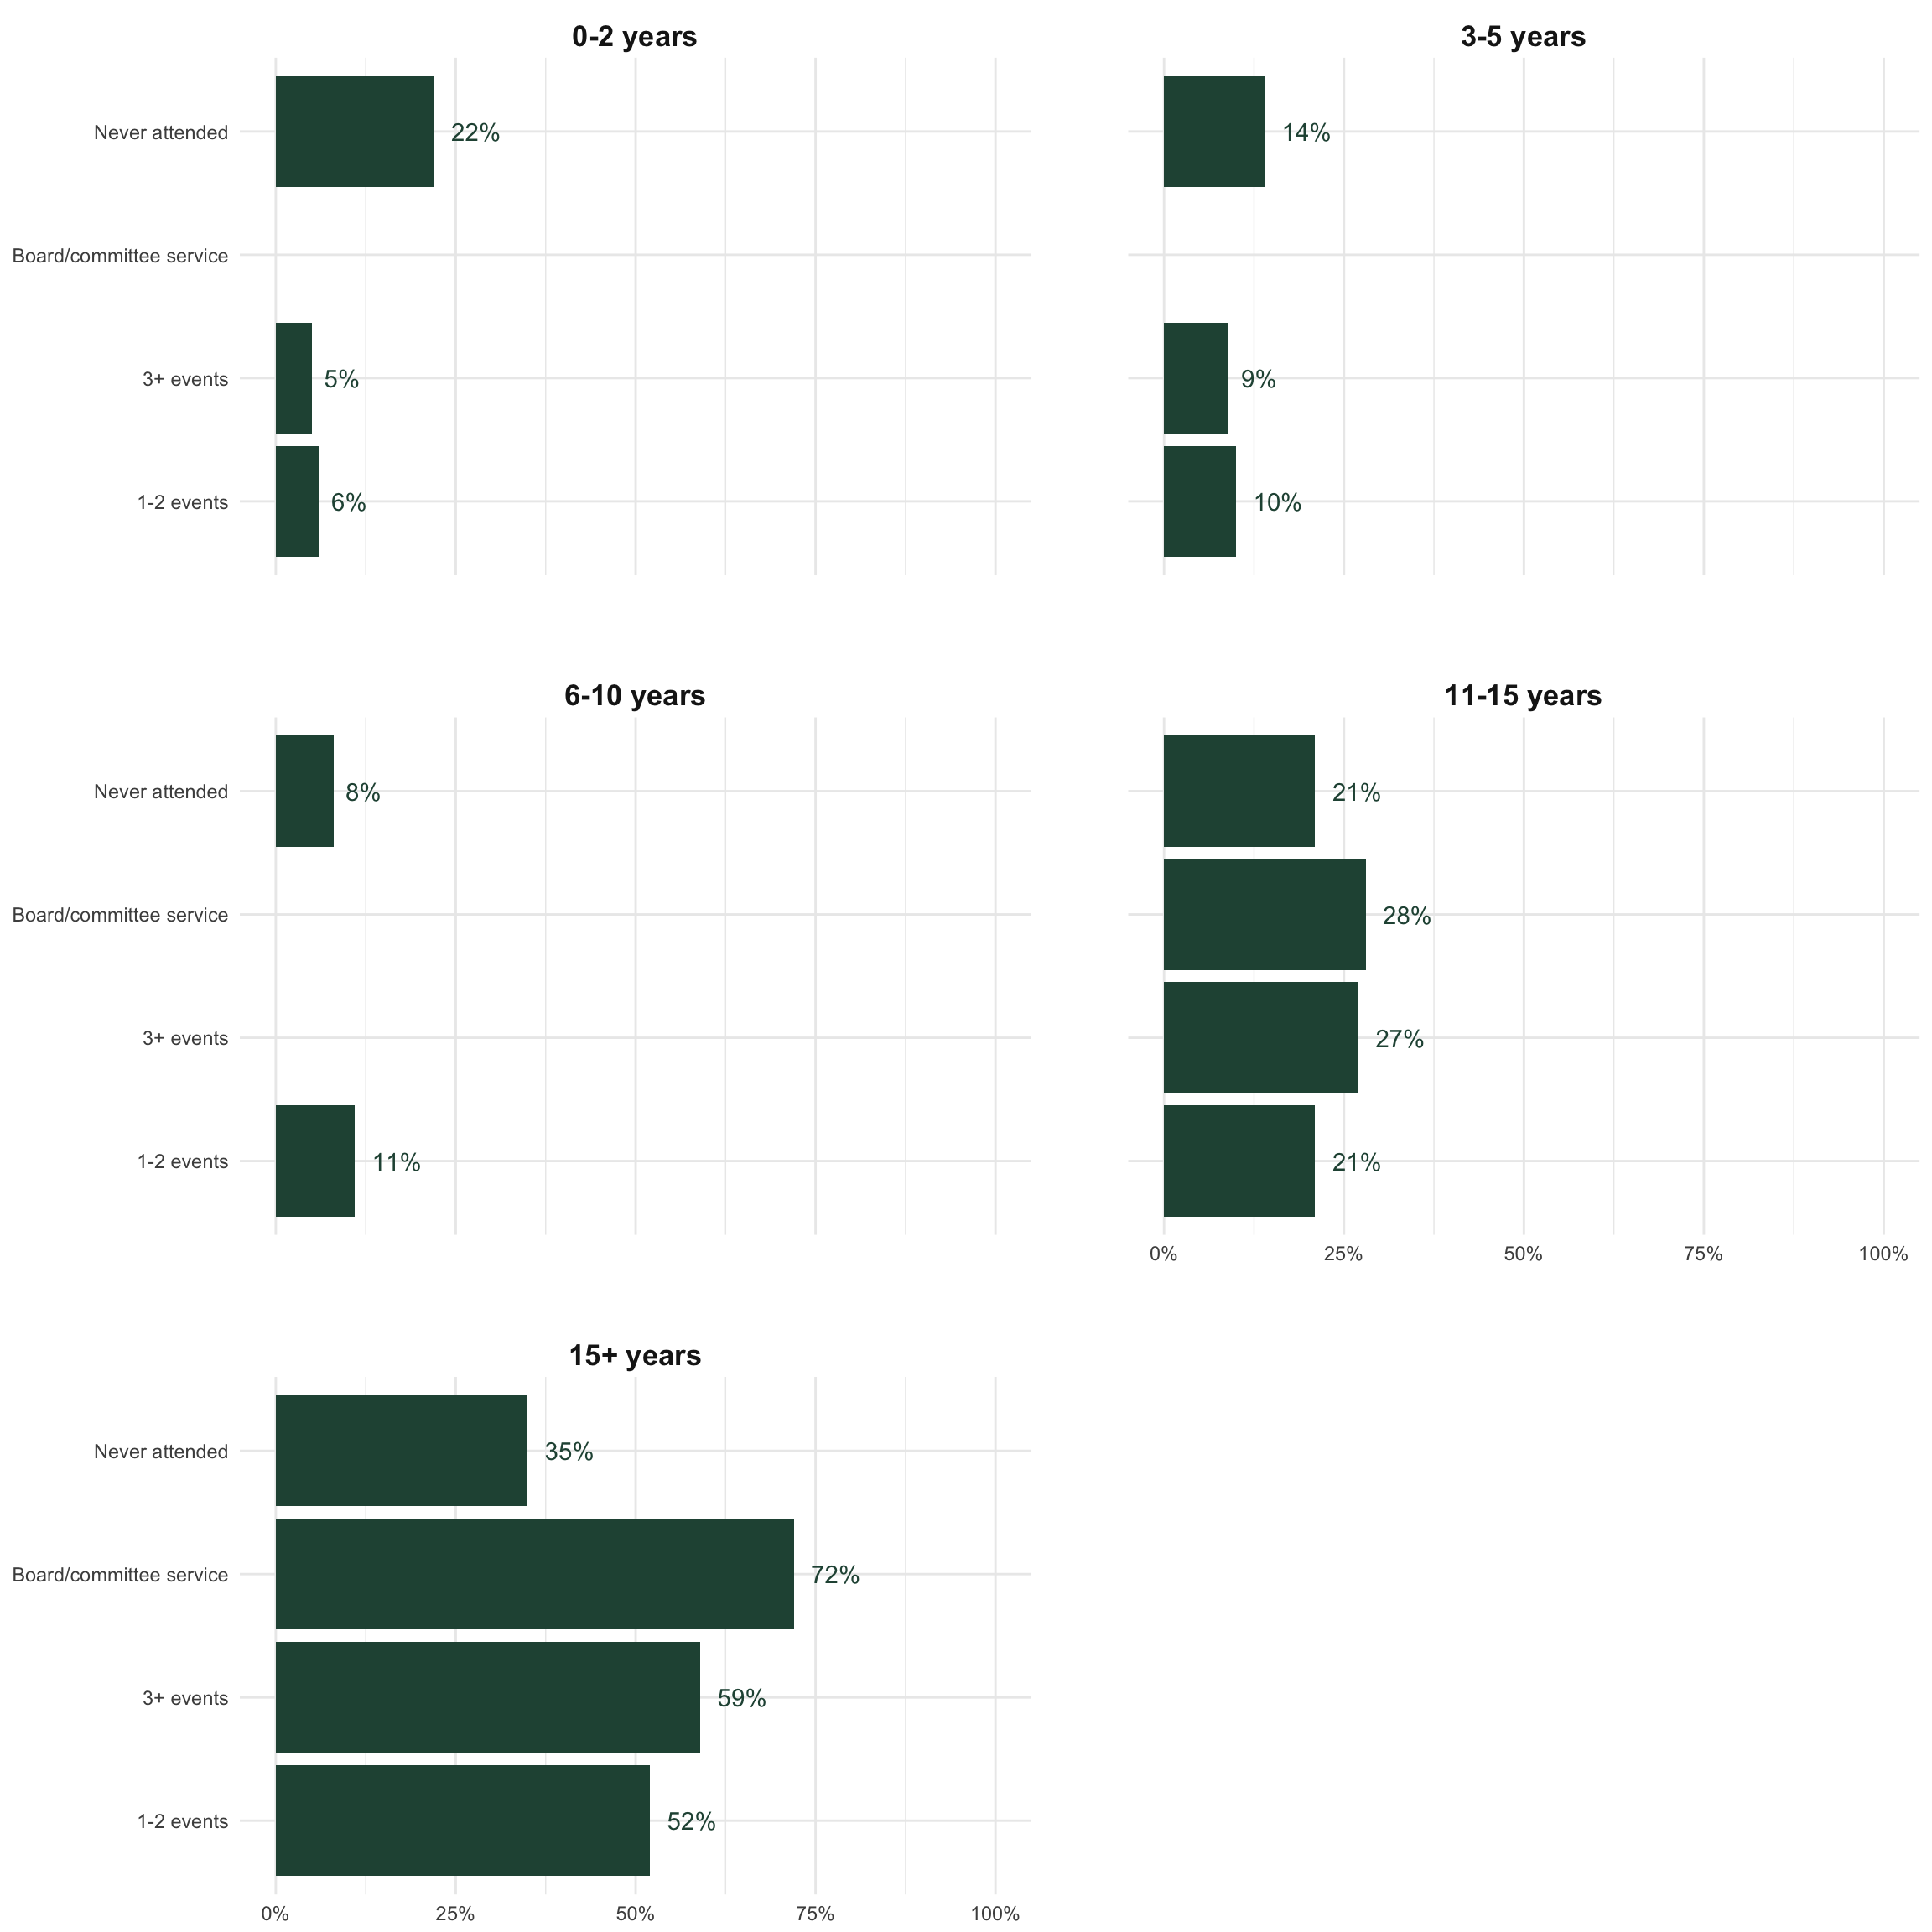 0-2 years
Never attended
22%
Board/committee service
3+ events
5%
1-2 events
6%
3-5 years
14%
9%
10%
6-10 years
Never attended
8%
Board/committee service
3+ events
1-2 events
11%
11-15 years
21%
28%
27%
21%
0% 25% 50% 75% 100%
15+ years
Never attended
35%
Board/committee service
72%
3+ events
59%
1-2 events
52%
0% 25% 50% 75% 100%